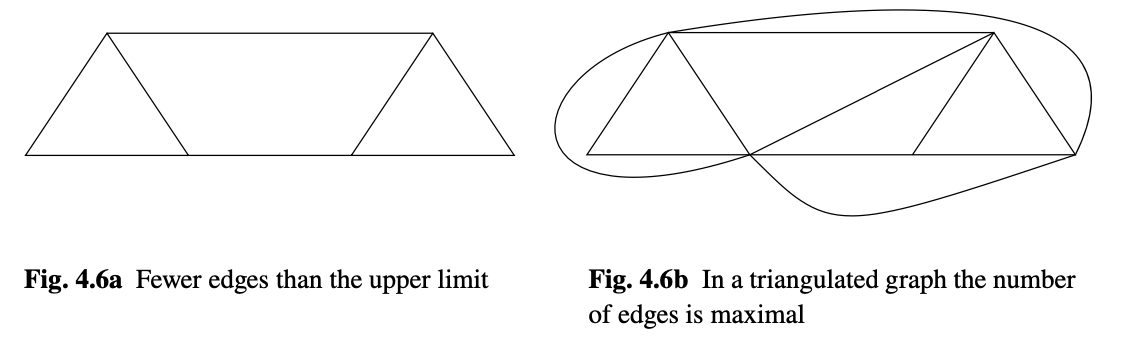 Fig. 4.6a Fewer edges than the upper limit
Fig. 4.6b In a triangulated graph the number
of edges is maximal